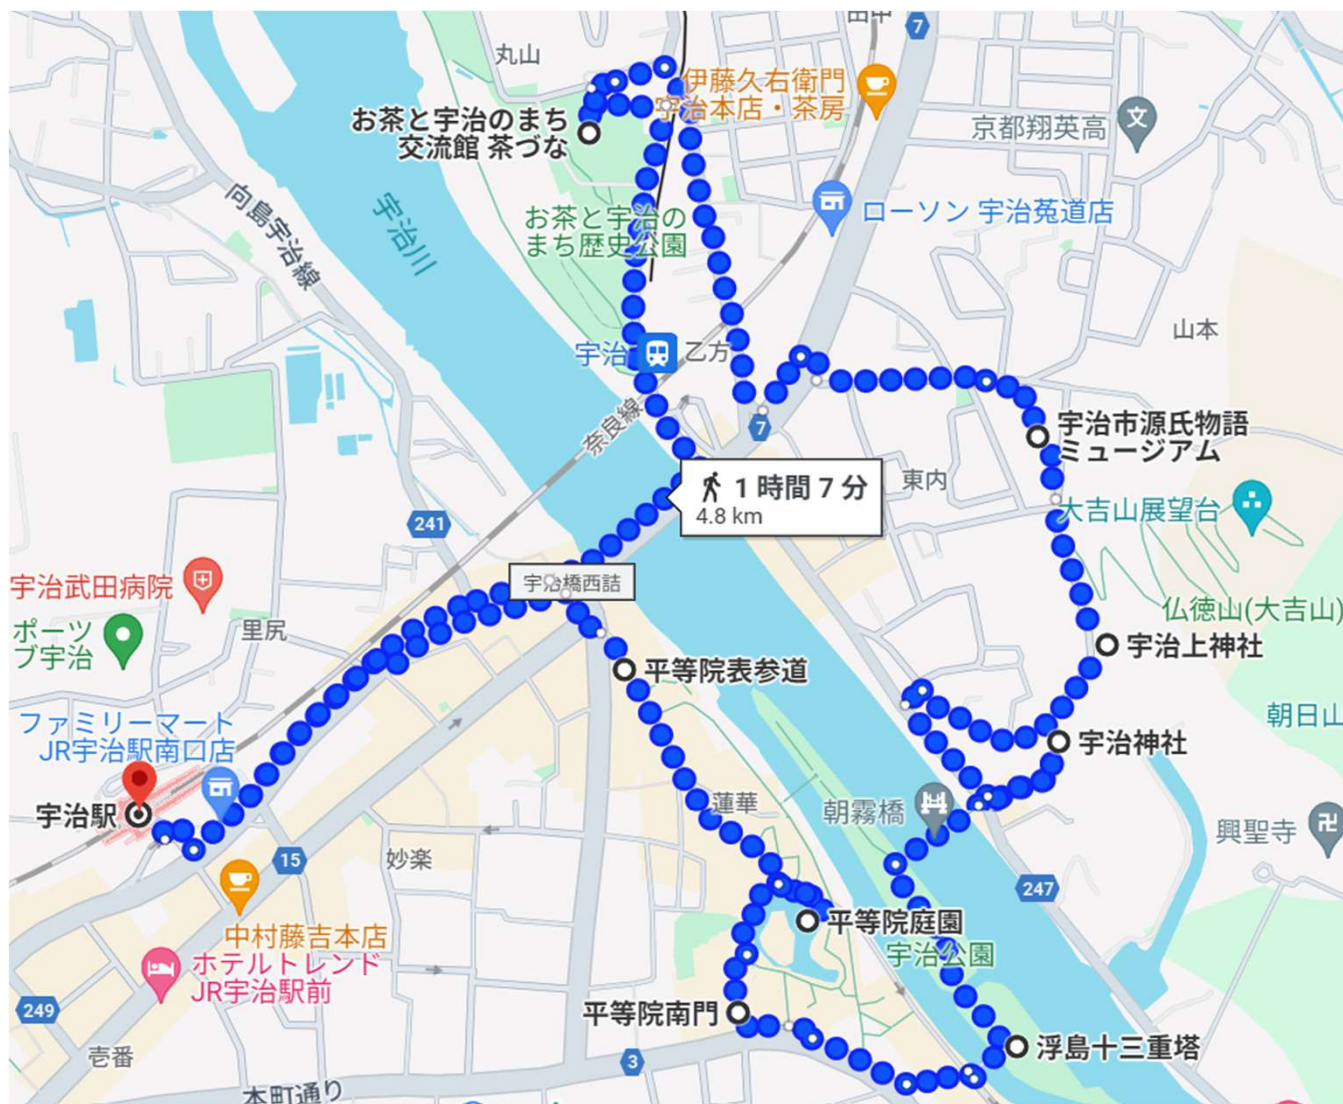 丸山
田中
7
伊藤久右衛門
宇治本店・茶房
お茶と宇治のまち
交流館 茶づな
京都翔英高
文
向島宇治線
宇治川
お茶と宇治の
まち歴史公園
ローソン 宇治莵道店
山本
宇治
乙方
奈良線
7
宇治市源氏物語
ミュージアム
東内
1 時間 7 分
4.8 km
大吉山展望台
241
宇治武田病院
宇治橋西詰
仏徳山(大吉山)
ポーツ
ブ宇治
里尻
宇治上神社
平等院表参道
ファミリーマート
JR宇治駅南口店
朝日山
宇治神社
宇治駅
蓮華
朝霧橋
興聖寺
卍
15
妙楽
247
中村藤吉本店
平等院庭園
宇治公園
ホテルトレンド
JR宇治駅前
249
平等院南門
壱番
3
浮島十三重塔
本町通り